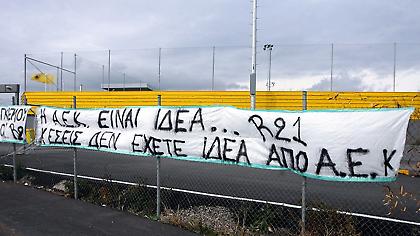 Η Α.Ε.Κ. ΕΙΝΑΙ ΙΔΕΑ... R21
ΚΕΣΕΙΣ ΔΕΝ ΕΧΕΤΕ ΙΔΕΑ ΑΠΟ Α.Ε.Κ